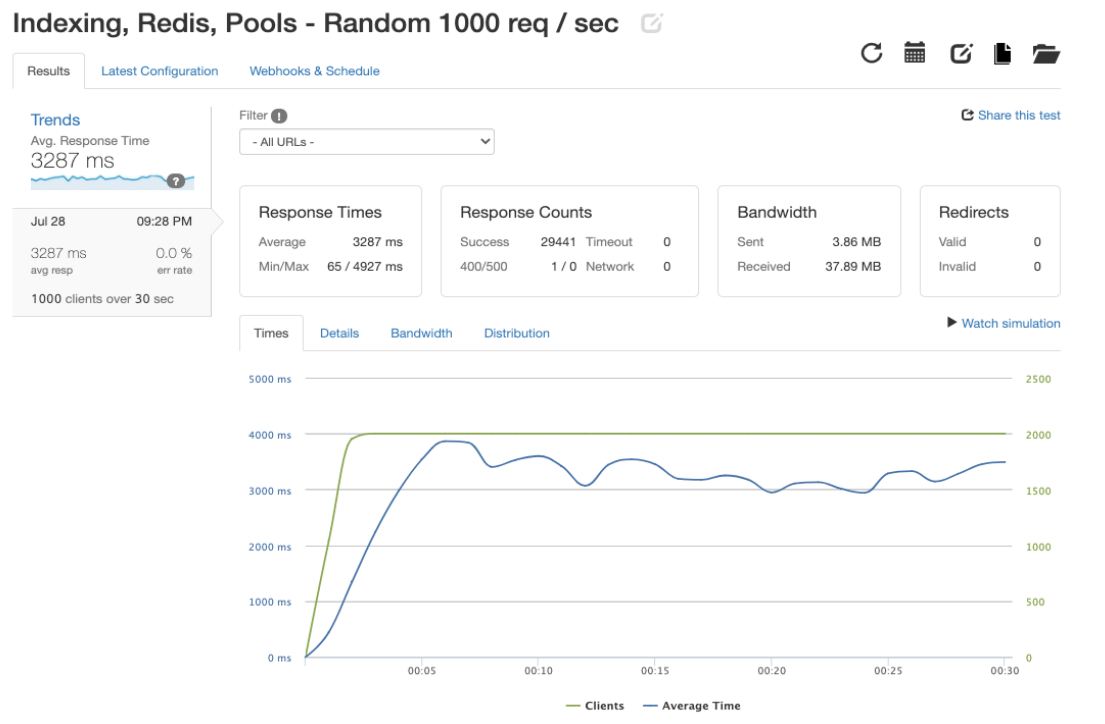 Indexing, Redis, Pools - Random 1000 req / sec
Results Latest Configuration Webhooks & Schedule
Trends
Avg. Response Time
3287 ms
?
Jul 28 09:28 PM
3287 ms 0.0 %
avg resp err rate
1000 clients over 30 sec
Filter !
- All URLs -
Share this test
Response Times
Average 3287 ms
Min/Max 65 / 4927 ms
Response Counts
Success 29441 Timeout 0
400/500 1 / 0 Network 0
Bandwidth
Sent 3.86 MB
Received 37.89 MB
Redirects
Valid 0
Invalid 0
Times Details Bandwidth Distribution
Watch simulation
5000 ms 2500
4000 ms 2000
3000 ms 1500
2000 ms 1000
1000 ms 500
0 ms 0
00:05 00:10 00:15 00:20 00:25 00:30
Clients Average Time